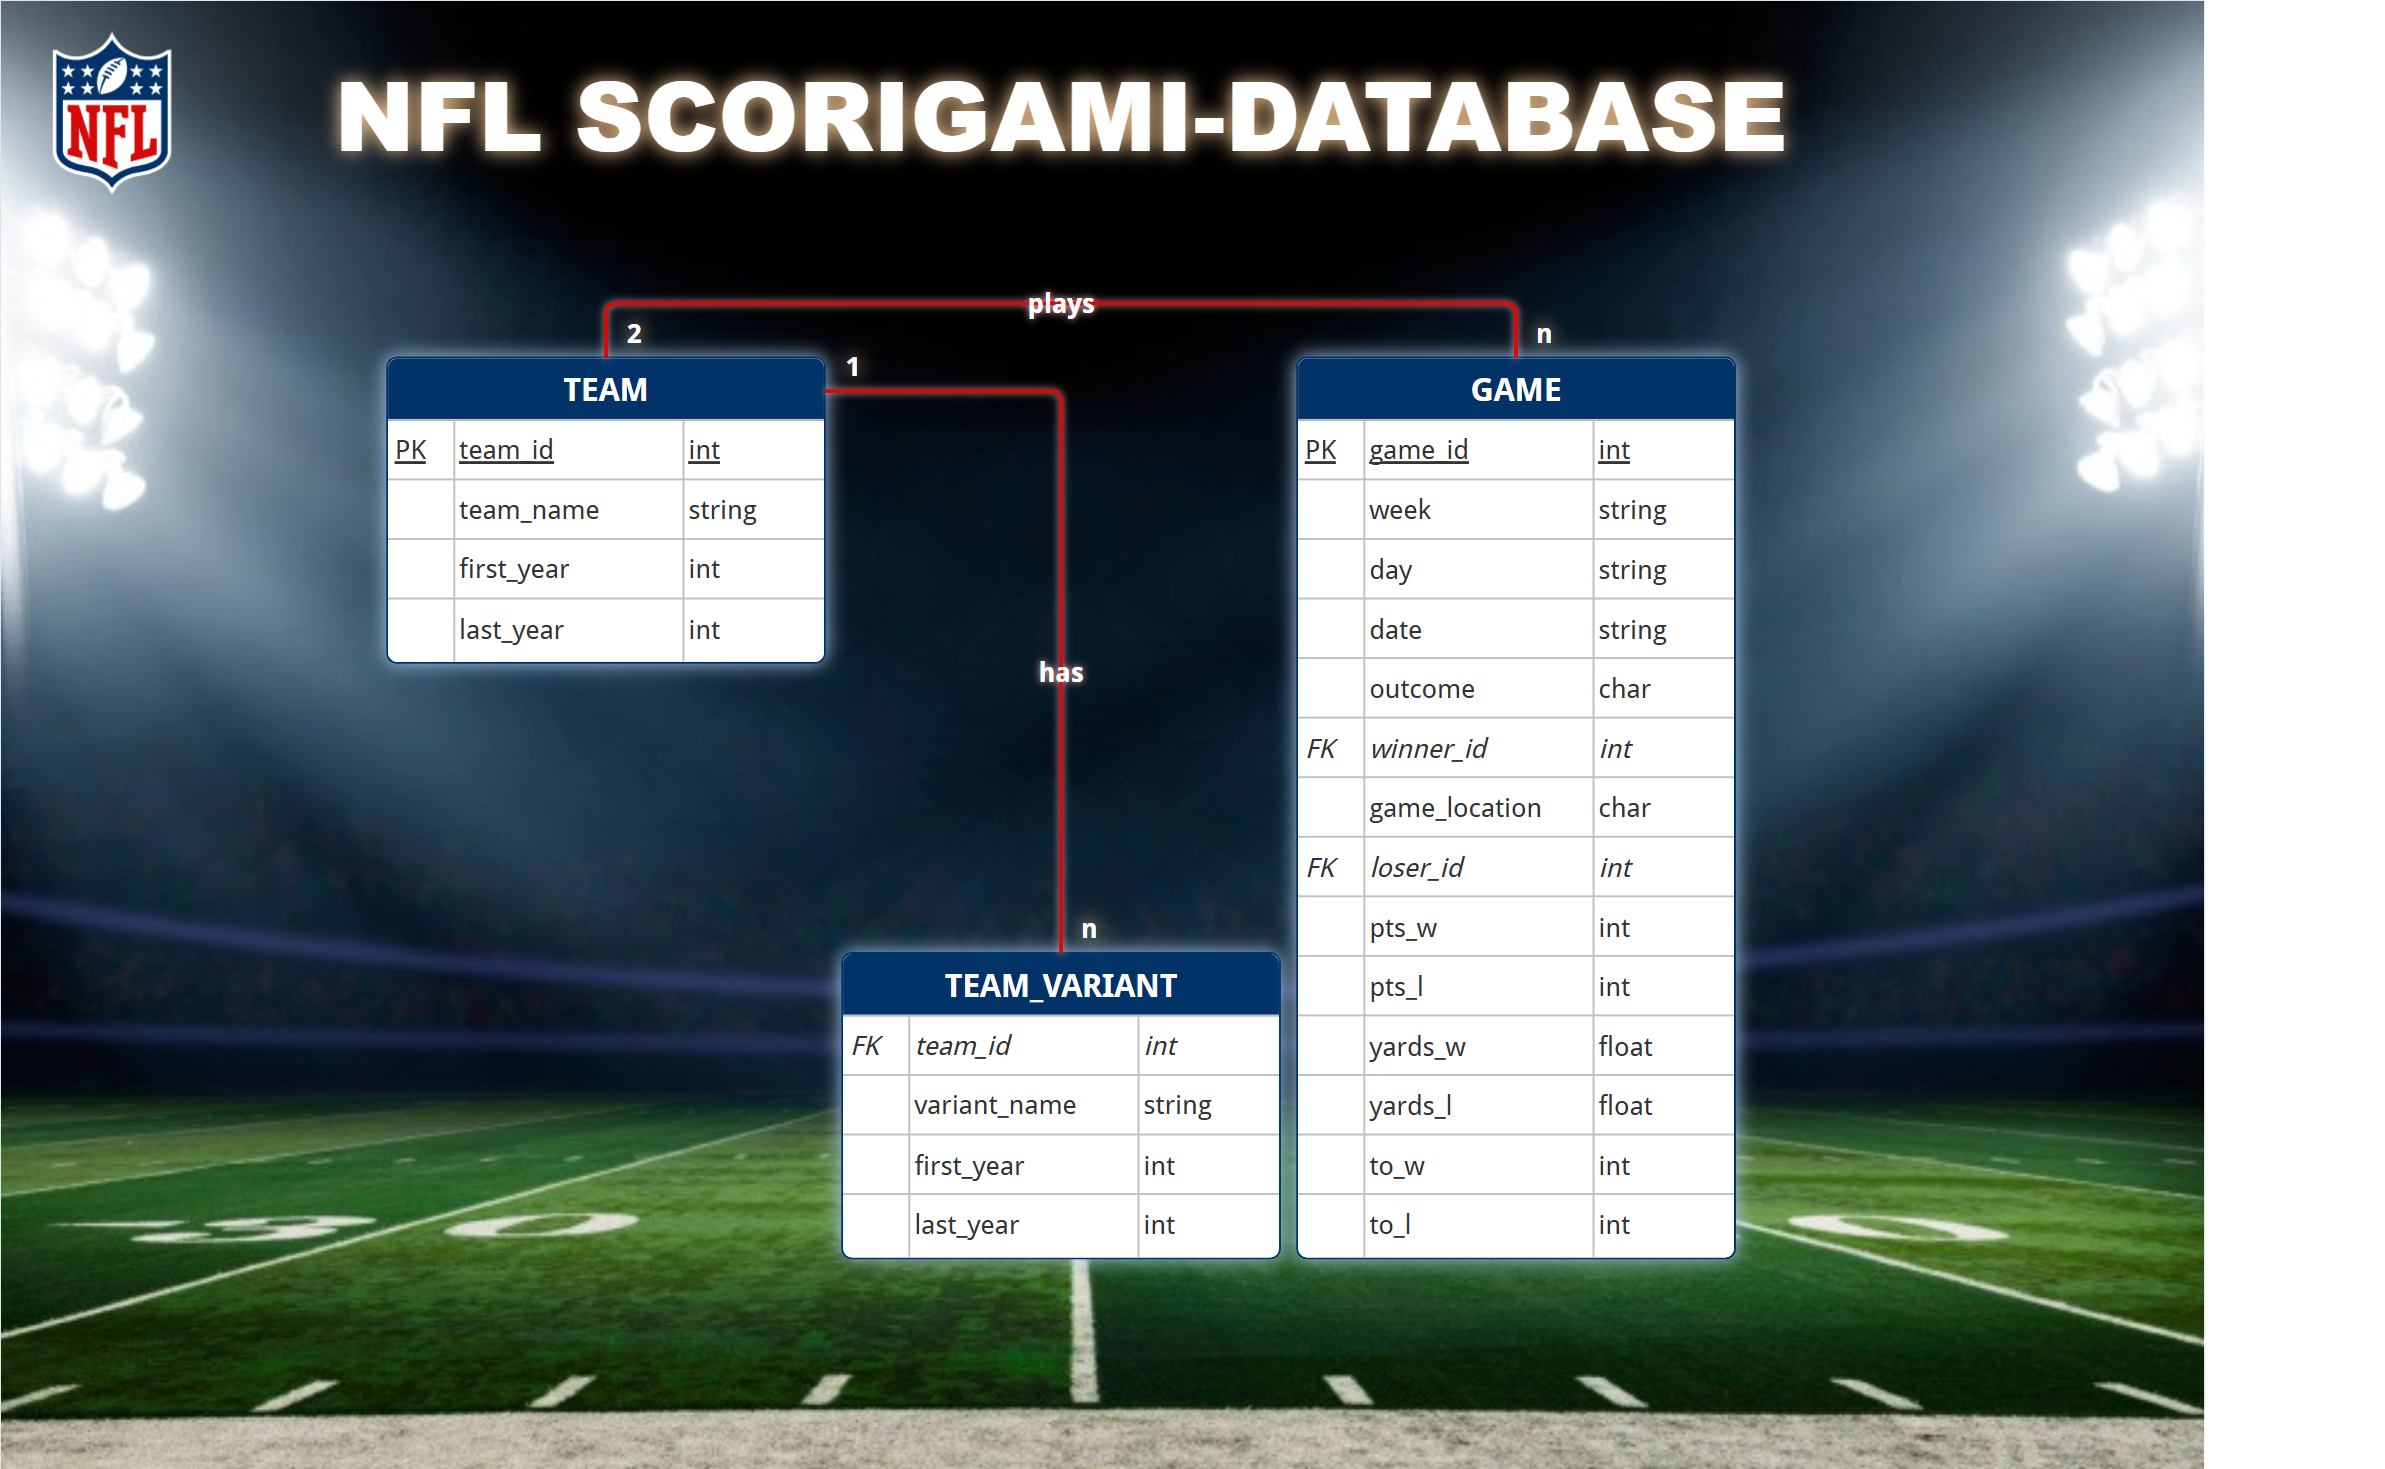 NFL
NFL SCORIGAMI-DATABASE
plays
2
n
1
has
n
TEAM
PK team_id int
team_name string
first_year int
last_year int
GAME
PK game_id int
week string
day string
date string
outcome char
FK winner_id int
game_location char
FK loser_id int
pts_w int
pts_l int
yards_w float
yards_l float
to_w int
to_l int
TEAM_VARIANT
FK team_id int
variant_name string
first_year int
last_year int
3 0
0